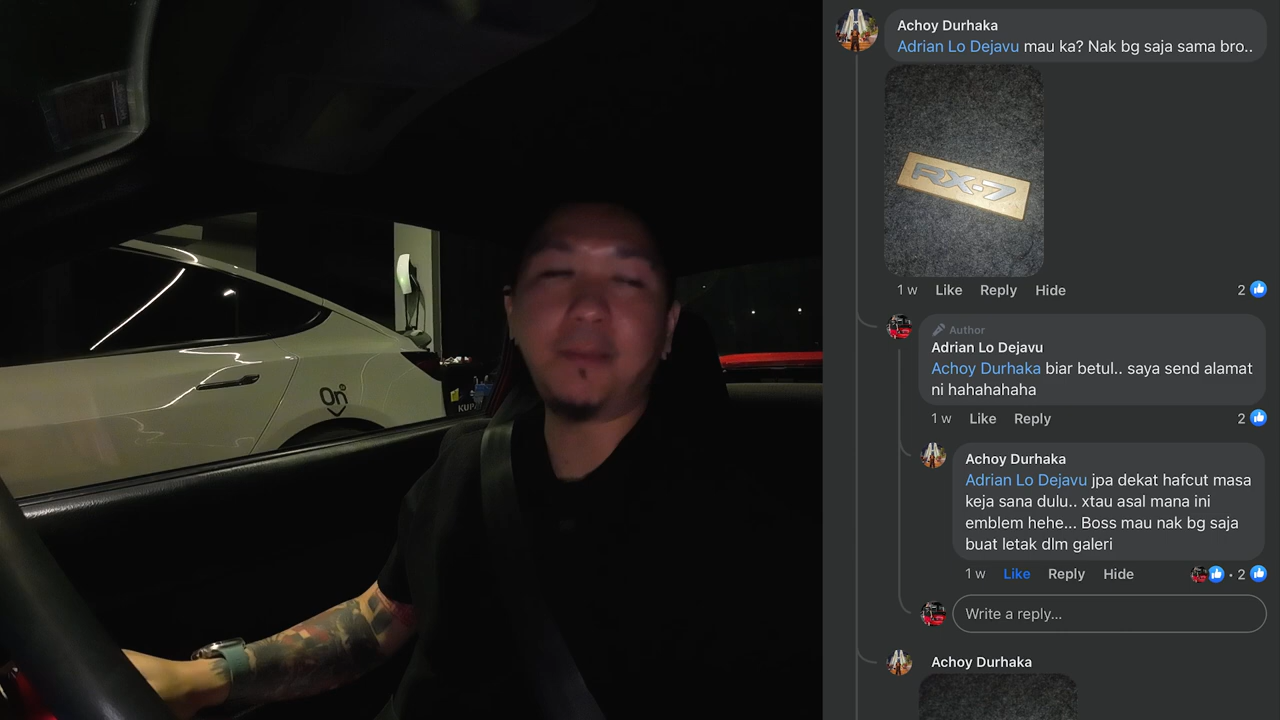 On
KUP
Achoy Durhaka
Adrian Lo Dejavu mau ka? Nak bg saja sama bro..
RX-7
1 w Like Reply Hide 2
Author
Adrian Lo Dejavu
Achoy Durhaka biar betul.. saya send alamat
ni hahahahaha
1 w Like Reply 2
Achoy Durhaka
Adrian Lo Dejavu jpa dekat hafcut masa
keja sana dulu.. xtau asal mana ini
emblem hehe... Boss mau nak bg saja
buat letak dlm galeri
1 w Like Reply Hide · 2
Write a reply...
Achoy Durhaka